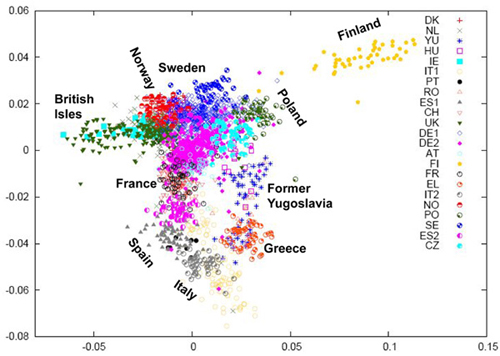 0.06
0.04
0.02
0
-0.02
-0.04
-0.06
-0.08
-0.05
0
0.05
0.1
0.15
Finland
Norway
Sweden
British
Isles
Poland
France
Former
Yugoslavia
Spain
Greece
Italy
DK
NL
YU
HU
IE
IT1
PT
RO
ES1
CH
UK
DE1
DE2
AT
FI
FR
EL
IT2
NO
PO
SE
ES2
CZ